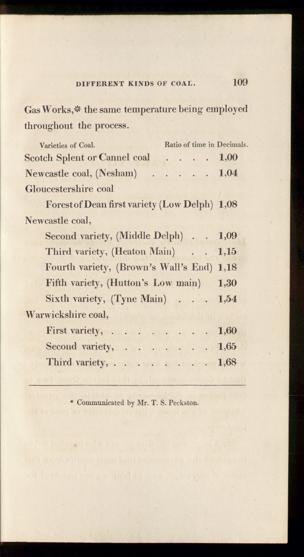 DIFFERENT KINDS OF COAL. 109
Gas Works,* the same temperature being employed
throughout the process.
Varieties of Coal. Ratio of time in Decimals.
Scotch Splent or Cannel coal . . . . 1,00
Newcastle coal, (Nesham) . . . . . 1,04
Gloucestershire coal
Forest of Dean first variety (Low Delph) 1,08
Newcastle coal,
Second variety, (Middle Delph) . . 1,09
Third variety, (Heaton Main) . . 1,15
Fourth variety, (Brown's Wall's End) 1,18
Fifth variety, (Hutton's Low main) 1,30
Sixth variety, (Tyne Main) . . . 1,54
Warwickshire coal,
First variety, . . . . . . . . 1,60
Second variety, . . . . . . . 1,65
Third variety, . . . . . . . . 1,68
* Communicated by Mr. T. S. Peckston.